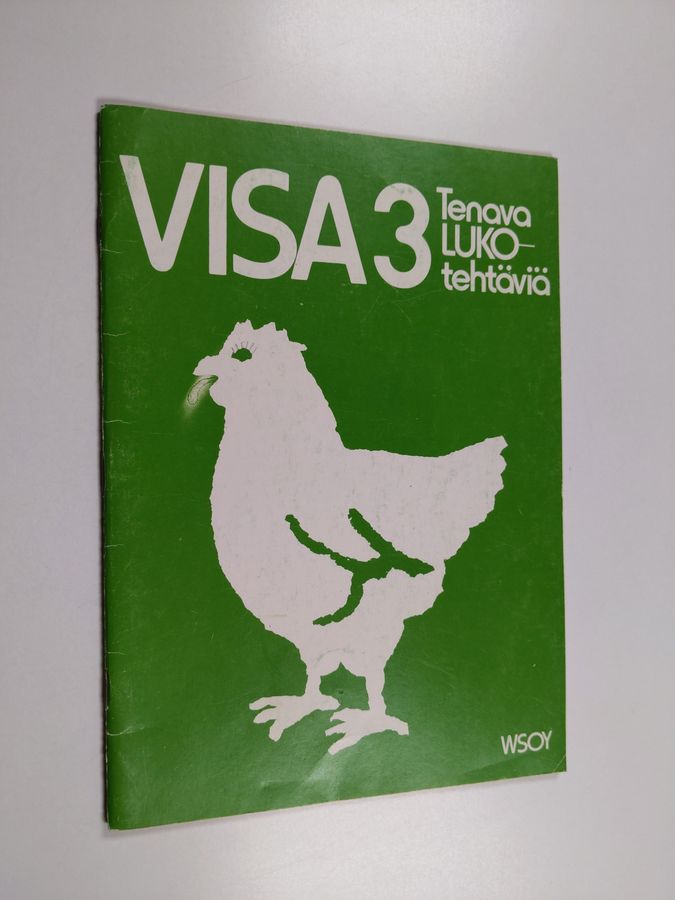 VISA 3
Tenava
LUKO-
tehtäviä
WSOY